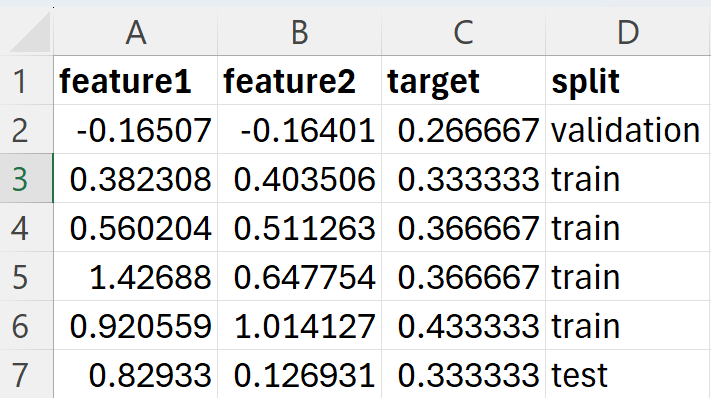 A B C D
1 feature1 feature2 target split
2 -0.16507 -0.16401 0.266667 validation
3 0.382308 0.403506 0.333333 train
4 0.560204 0.511263 0.366667 train
5 1.42688 0.647754 0.366667 train
6 0.920559 1.014127 0.433333 train
7 0.82933 0.126931 0.333333 test